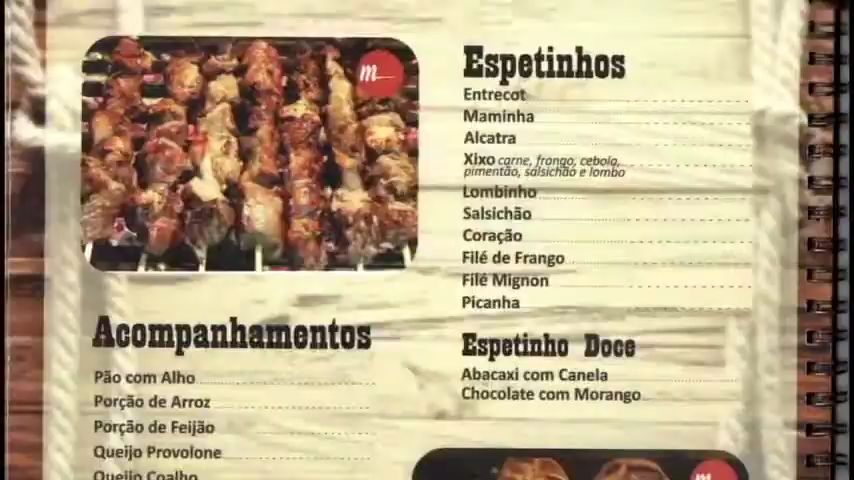 m
Espetinhos
Entrecot
Maminha
Alcatra
Xixo carne, frango, cebola,
pimentão, salsichão e lombo
Lombinho
Salsichão
Coração
Filé de Frango
Filé Mignon
Picanha
Acompanhamentos
Pão com Alho
Porção de Arroz
Porção de Feijão
Queijo Provolone
Queijo Coalho
Espetinho Doce
Abacaxi com Canela
Chocolate com Morango
m